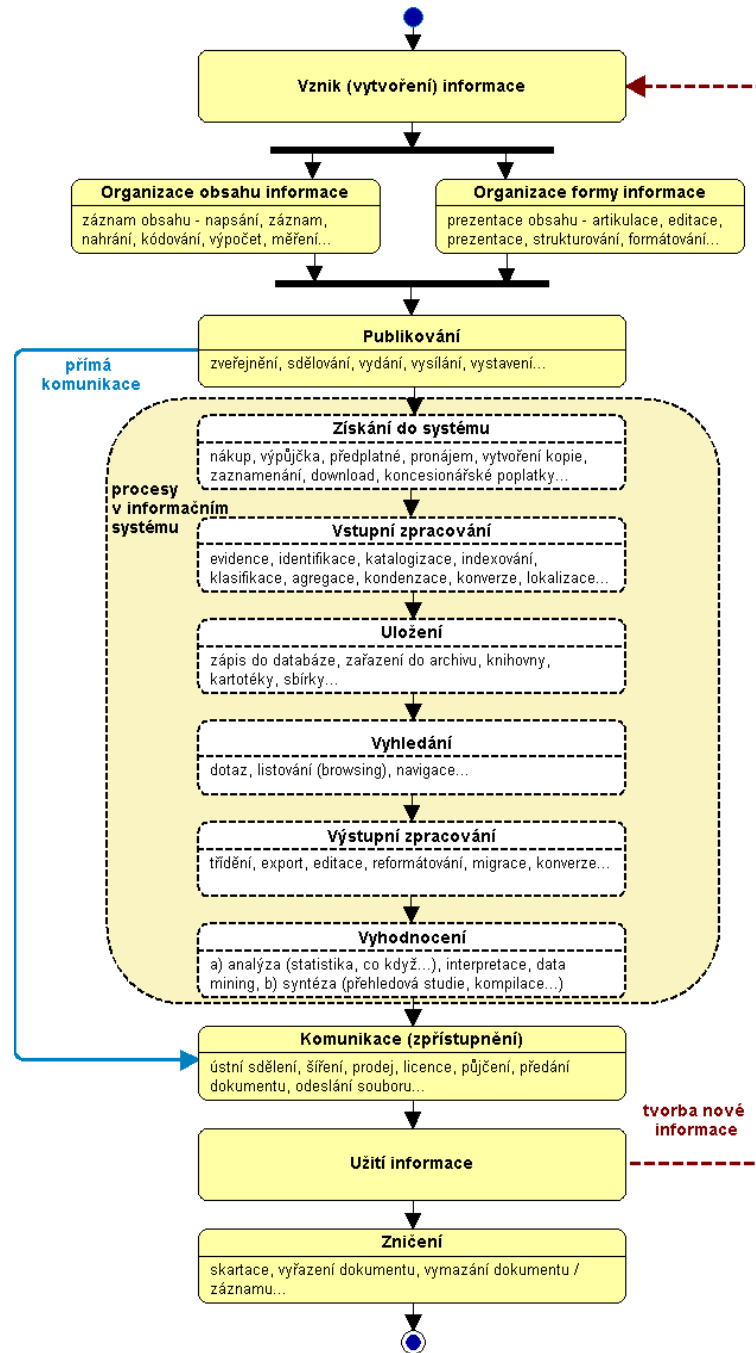 Vznik (vytvoření) informace
Organizace obsahu informace
záznam obsahu - napsání, záznam,
nahrání, kódování, výpočet, měření...
Organizace formy informace
prezentace obsahu - artikulace, editace,
prezentace, strukturování, formátování...
Publikování
zveřejnění, sdělování, vydání, vysílání, vystavení...
přímá
komunikace
procesy
v informačním
systému
Získání do systému
nákup, výpůjčka, předplatné, pronájem, vytvoření kopie,
zaznamenání, download, koncesionářské poplatky...
Vstupní zpracování
evidence, identifikace, katalogizace, indexování,
klasifikace, agregace, kondenzace, konverze, lokalizace...
Uložení
zápis do databáze, zařazení do archivu, knihovny,
kartotéky, sbírky...
Vyhledání
dotaz, listování (browsing), navigace...
Výstupní zpracování
třídění, export, editace, reformátování, migrace, konverze...
Vyhodnocení
a) analýza (statistika, co když...), interpretace, data
mining, b) syntéza (přehledová studie, kompilace...)
Komunikace (zpřístupnění)
ústní sdělení, šíření, prodej, licence, půjčení, předání
dokumentu, odeslání souboru...
tvorba nové
informace
Užití informace
Zničení
skartace, vyřazení dokumentu, vymazání dokumentu /
záznamu...